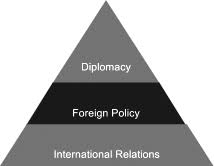 Diplomacy
Foreign Policy
International Relations